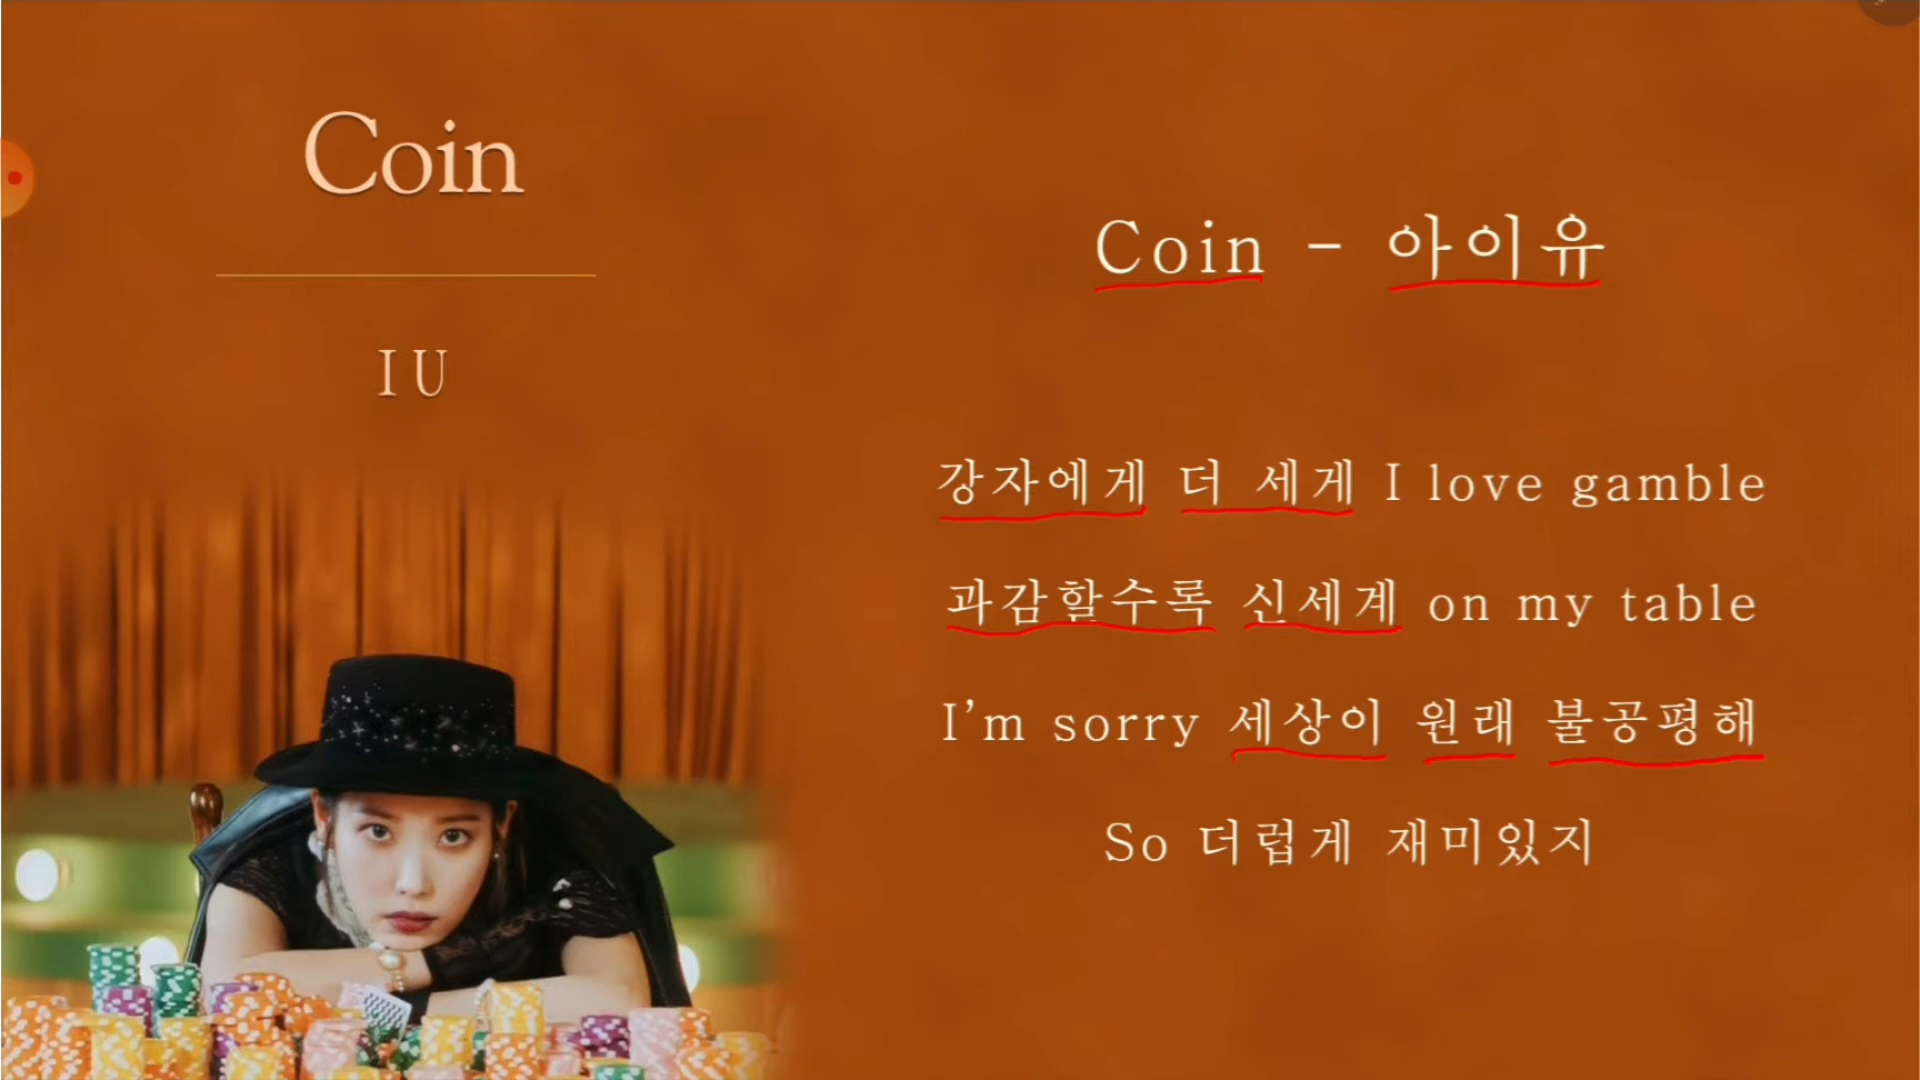 Coin
IU
Coin - 아이유
강자에게 더 세게 I love gamble
과감할수록 신세계 on my table
I'm sorry 세상이 원래 불공평해
So 더럽게 재미있지